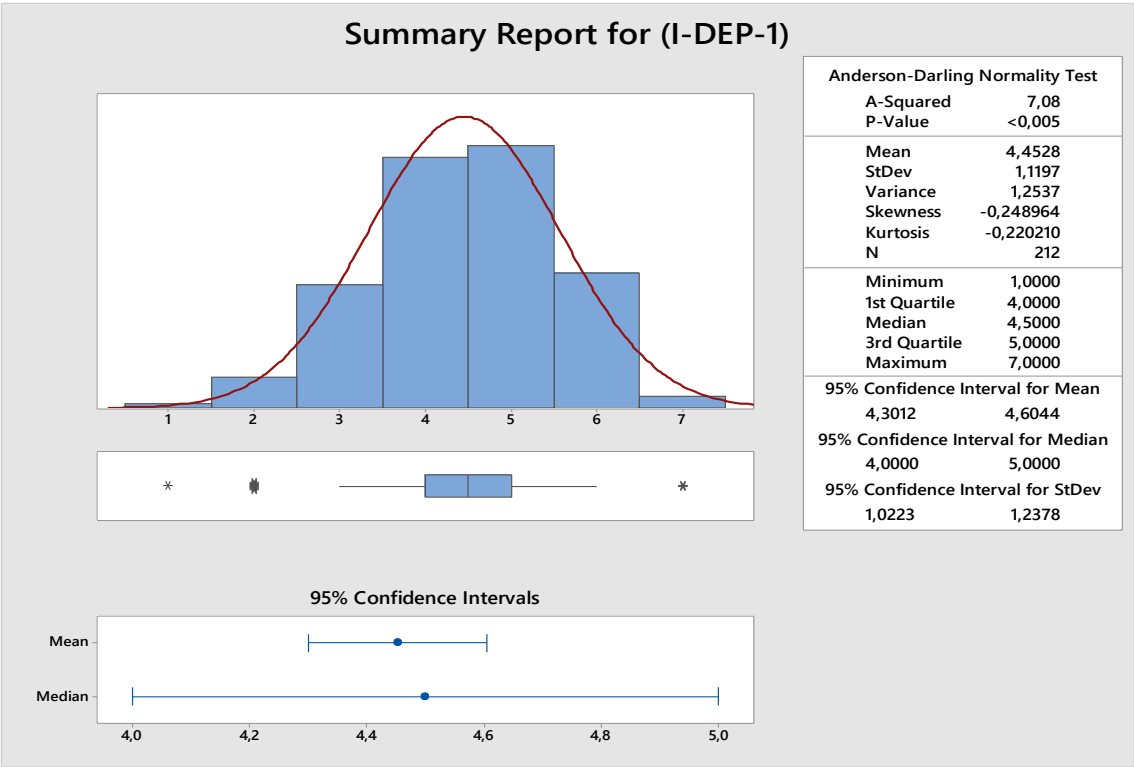 Summary Report for (I-DEP-1)
1 2 3 4 5 6 7
95% Confidence Intervals
Mean
Median
4,0 4,2 4,4 4,6 4,8 5,0
Anderson-Darling Normality Test
A-Squared 7,08
P-Value <0,005
Mean 4,4528
StDev 1,1197
Variance 1,2537
Skewness -0,248964
Kurtosis -0,220210
N 212
Minimum 1,0000
1st Quartile 4,0000
Median 4,5000
3rd Quartile 5,0000
Maximum 7,0000
95% Confidence Interval for Mean
4,3012 4,6044
95% Confidence Interval for Median
4,0000 5,0000
95% Confidence Interval for StDev
1,0223 1,2378